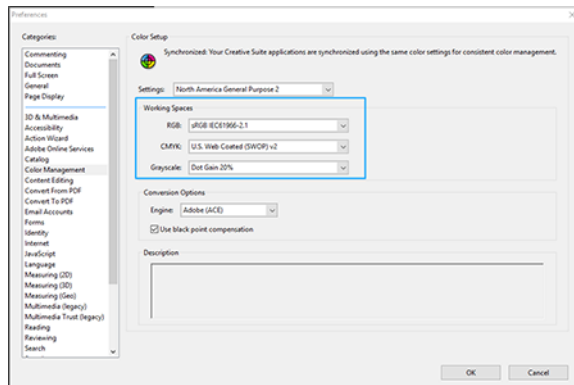 Preferences
Categories:
Commenting
Documents
Full Screen
General
Page Display
3D & Multimedia
Accessibility
Action Wizard
Adobe Online Services
Catalog
Color Management
Content Editing
Convert From PDF
Convert To PDF
Email Accounts
Forms
Identity
Internet
JavaScript
Language
Measuring (2D)
Measuring (3D)
Measuring (Geo)
Multimedia (legacy)
Multimedia Trust (legacy)
Reading
Reviewing
Search
Color Setup
Synchronized: Your Creative Suite applications are synchronized using the same color settings for consistent color management.
Settings: North America General Purpose 2
Working Spaces
RGB: sRGB IEC61966-2.1
CMYK: U.S. Web Coated (SWOP) v2
Grayscale: Dot Gain 20%
Conversion Options
Engine: Adobe (ACE)
Use black point compensation
Description
OK Cancel